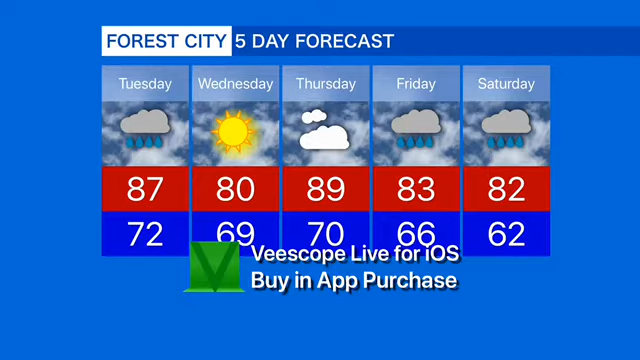 FOREST CITY 5 DAY FORECAST
Tuesday Wednesday Thursday Friday Saturday
87 80 89 83 82
72 69 70 66 62
V Veescope Live for iOS
Buy in App Purchase